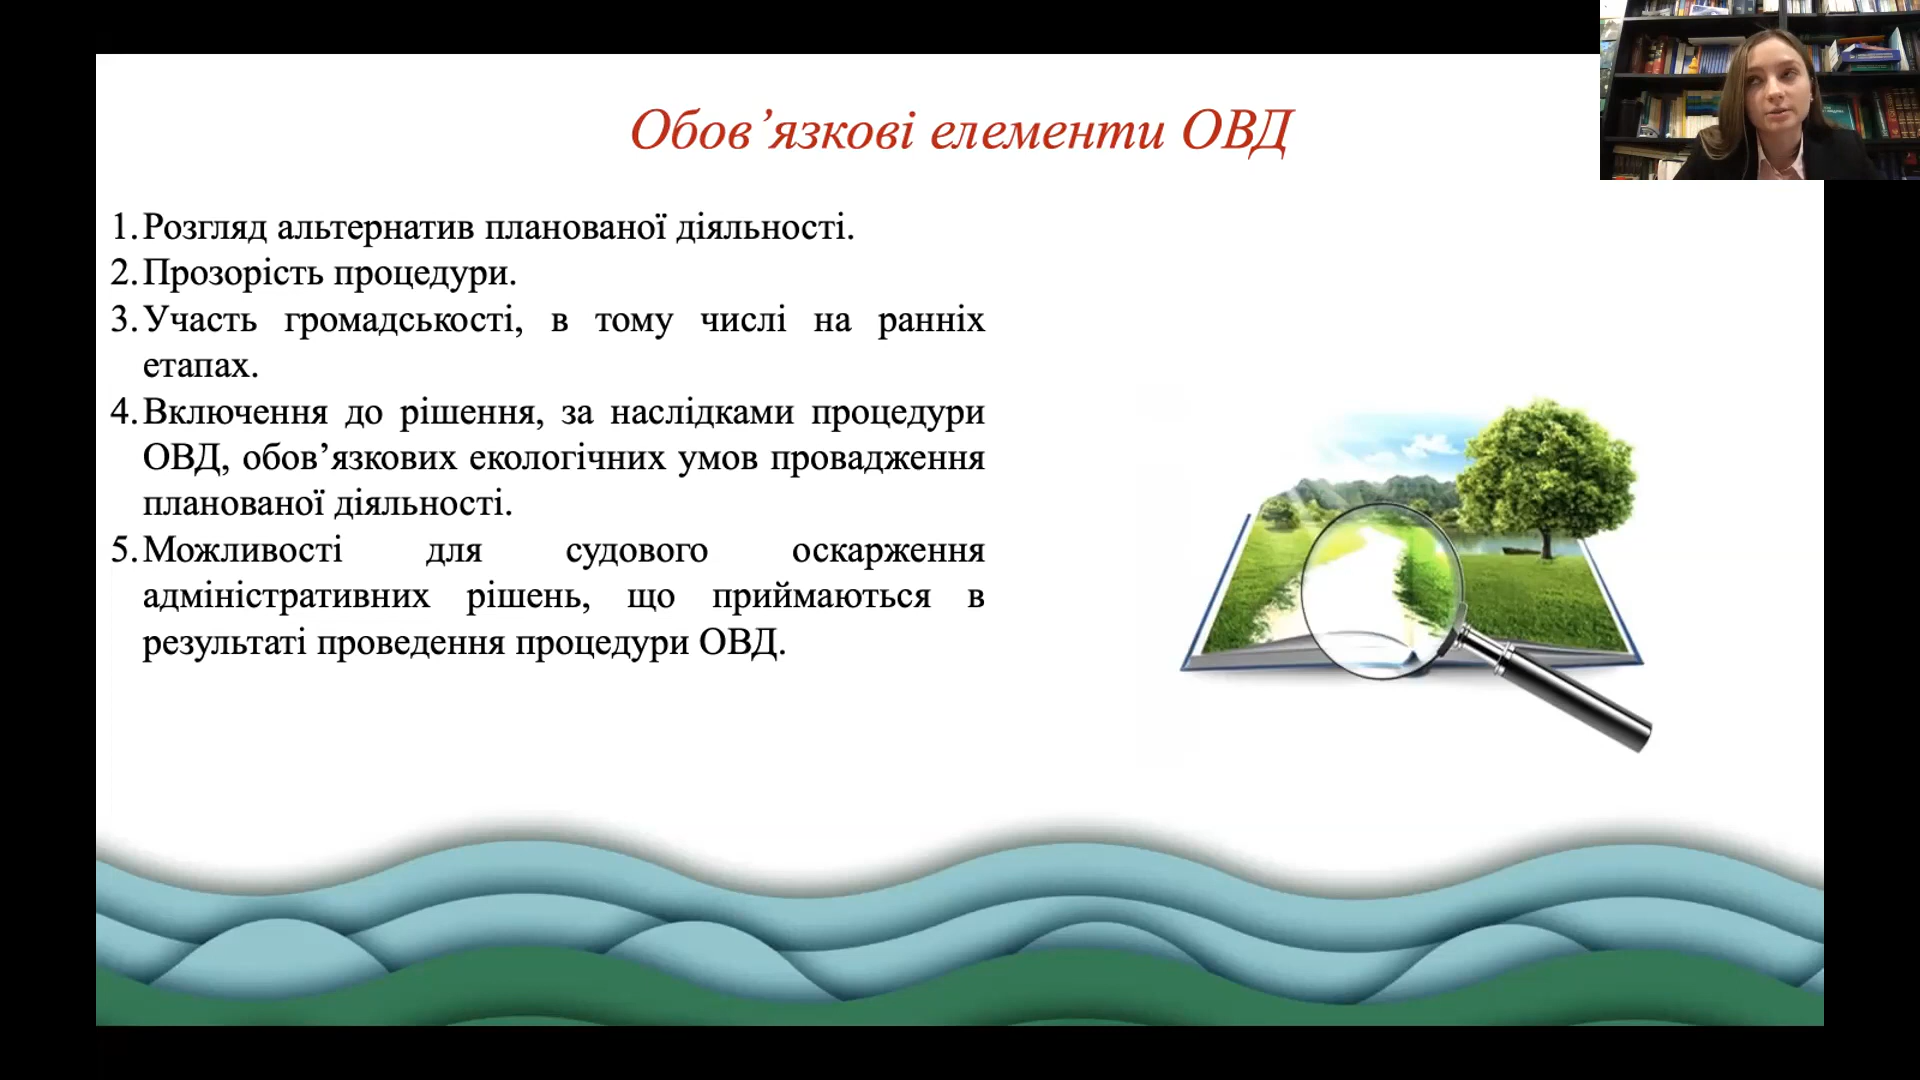 Обов’язкові елементи ОВД
1. Розгляд альтернатив планованої діяльності.
2. Прозорість процедури.
3. Участь громадськості, в тому числі на ранніх
етапах.
4. Включення до рішення, за наслідками процедури
ОВД, обов’язкових екологічних умов провадження
планованої діяльності.
5. Можливості для судового оскарження
адміністративних рішень, що приймаються в
результаті проведення процедури ОВД.